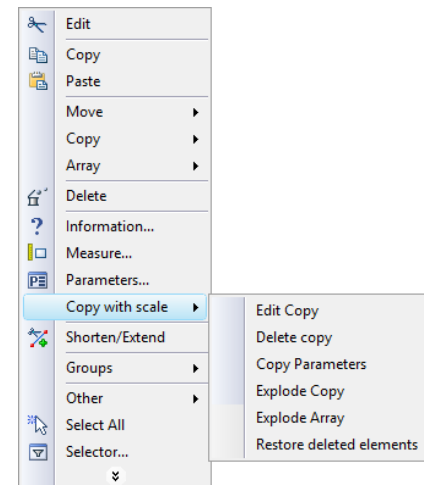 Edit
Copy
Paste
Move
Copy
Array
Delete
Information...
Measure...
Parameters...
Copy with scale
Shorten/Extend
Groups
Other
Select All
Selector...
Edit Copy
Delete copy
Copy Parameters
Explode Copy
Explode Array
Restore deleted elements